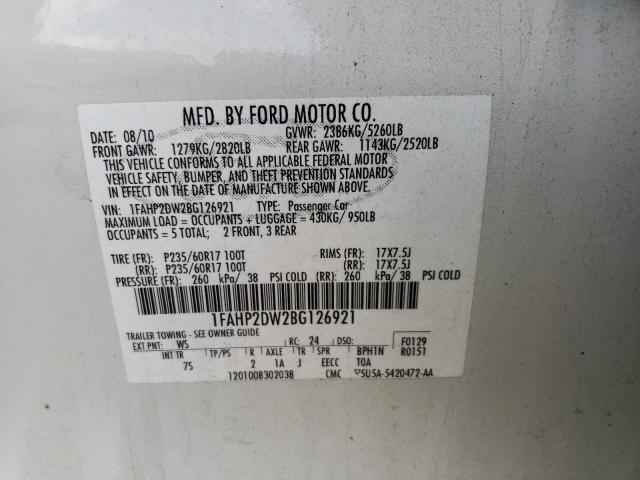 MFD. BY FORD MOTOR CO.
DATE: 08/10 GVWR: 2386KG/5260LB
FRONT GAWR: 1279KG/2820LB REAR GAWR: 1143KG/2520LB
THIS VEHICLE CONFORMS TO ALL APPLICABLE FEDERAL MOTOR
VEHICLE SAFETY, BUMPER, AND THEFT PREVENTION STANDARDS
IN EFFECT ON THE DATE OF MANUFACTURE SHOWN ABOVE.
VIN: 1FAHP2DW2BG126921 TYPE: Passenger Car
MAXIMUM LOAD = OCCUPANTS + LUGGAGE = 430KG/ 950LB
OCCUPANTS = 5 TOTAL; 2 FRONT, 3 REAR
TIRE (FR): P235/60R17 100T RIMS (FR): 17X7.5J
(RR): P235/60R17 100T (RR): 17X7.5J
PRESSURE (FR): 260 kPa/ 38 PSI COLD (RR): 260 kPa/38 PSI COLD
1FAHP2DW2BG126921
TRAILER TOWING - SEE OWNER GUIDE
EXT PNT: WS RC: 24 DSO: F0129
INT TR TP/PS R AXLE TR SPR BPH1N R0151
7S 2 1A J EECC TOA
1201008302038 CMC ▽5U5A-5420472-AA